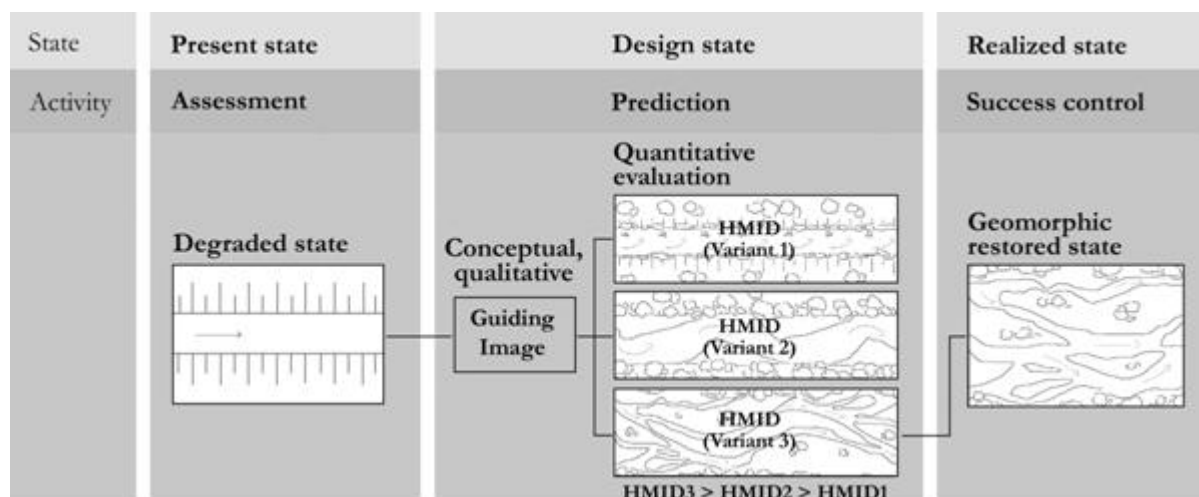 State
Present state
Design state
Realized state
Activity
Assessment
Prediction
Success control
Degraded state
Conceptual,
qualitative
Guiding
Image
Quantitative
evaluation
HMID
(Variant 1)
HMID
(Variant 2)
HMID
(Variant 3)
HMID3 > HMID2 > HMID1
Geomorphic
restored state